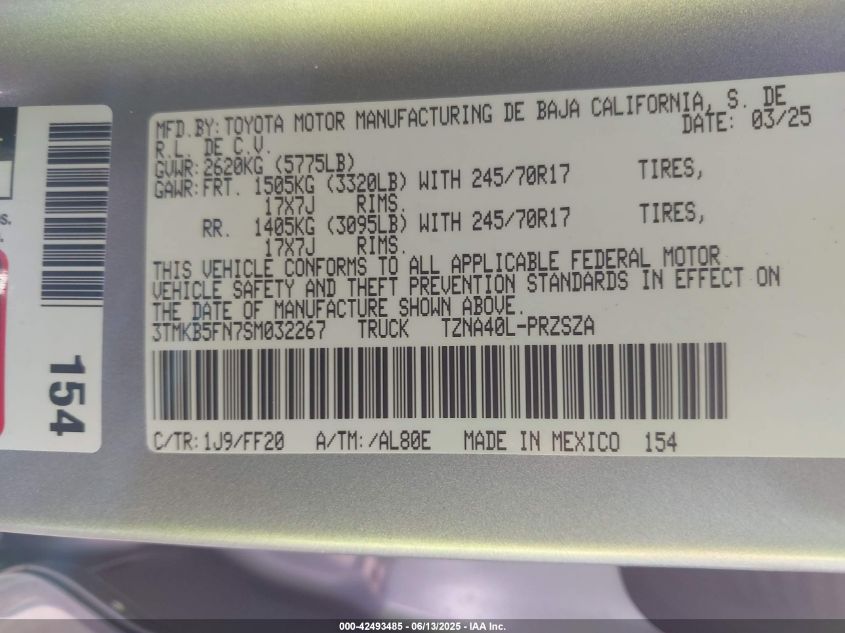 MFD.BY: TOYOTA MOTOR MANUFACTURING DE BAJA CALIFORNIA, S. DE
R.L. DE C.V. DATE: 03/25
GVWR: 2620KG (5775LB)
GAWR: FRT. 1505KG (3320LB) WITH 245/70R17 TIRES,
17X7J RIMS.
RR. 1405KG (3095LB) WITH 245/70R17 TIRES,
17X7J RIMS.
THIS VEHICLE CONFORMS TO ALL APPLICABLE FEDERAL MOTOR
VEHICLE SAFETY AND THEFT PREVENTION STANDARDS IN EFFECT ON
THE DATE OF MANUFACTURE SHOWN ABOVE.
3TMKB5FN7SM032267 TRUCK TZNA40L-PRZSZA
C/TR: 1J9/FF20 A/TM: /AL80E MADE IN MEXICO 154
154
000-42493485 - 06/13/2025 - IAA Inc.